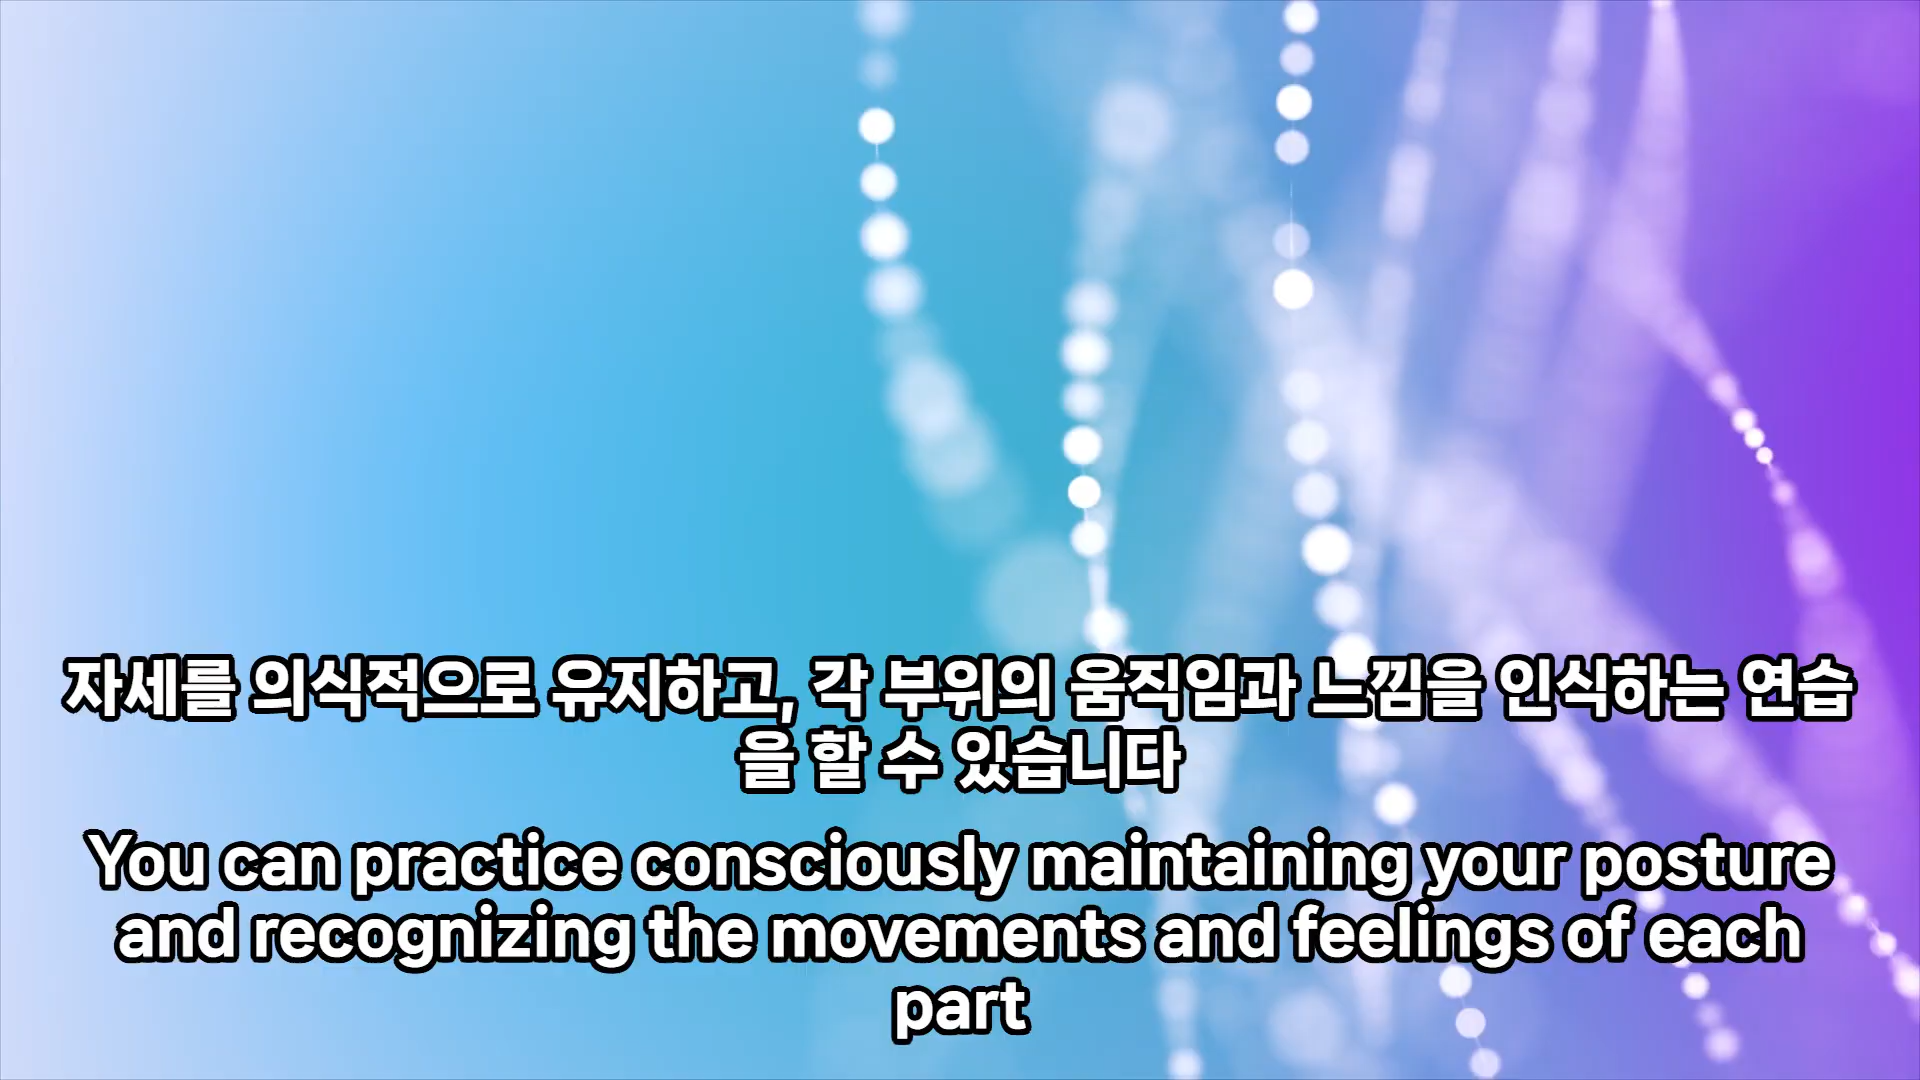 자세를 의식적으로 유지하고, 각 부위의 움직임과 느낌을 인식하는 연습
을 할 수 있습니다
You can practice consciously maintaining your posture
and recognizing the movements and feelings of each
part